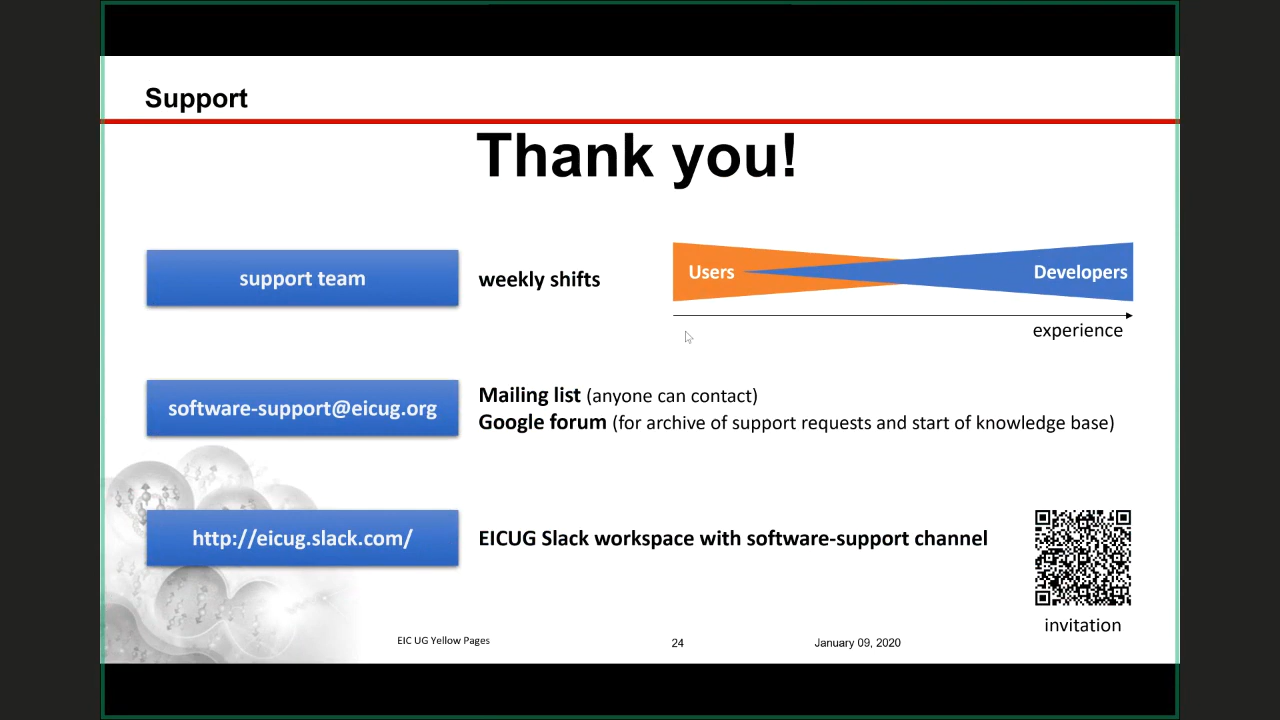 Support
Thank you!
support team
weekly shifts
Users
Developers
experience
software-support@eicug.org
Mailing list (anyone can contact)
Google forum (for archive of support requests and start of knowledge base)
http://eicug.slack.com/
EICUG Slack workspace with software-support channel
invitation
EIC UG Yellow Pages
24
January 09, 2020